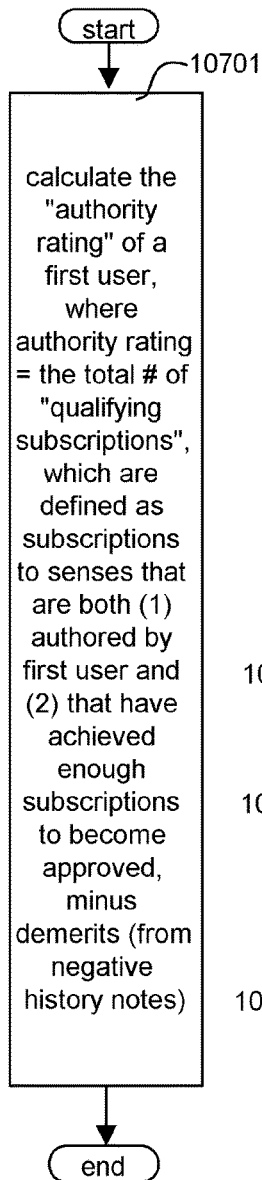 start
10701
calculate the
"authority
rating" of a
first user,
where
authority rating
= the total # of
"qualifying
subscriptions",
which are
defined as
subscriptions
to senses that
are both (1)
authored by
first user and
(2) that have
achieved
enough
subscriptions
to become
approved,
minus
demerits (from
negative
history notes)
end